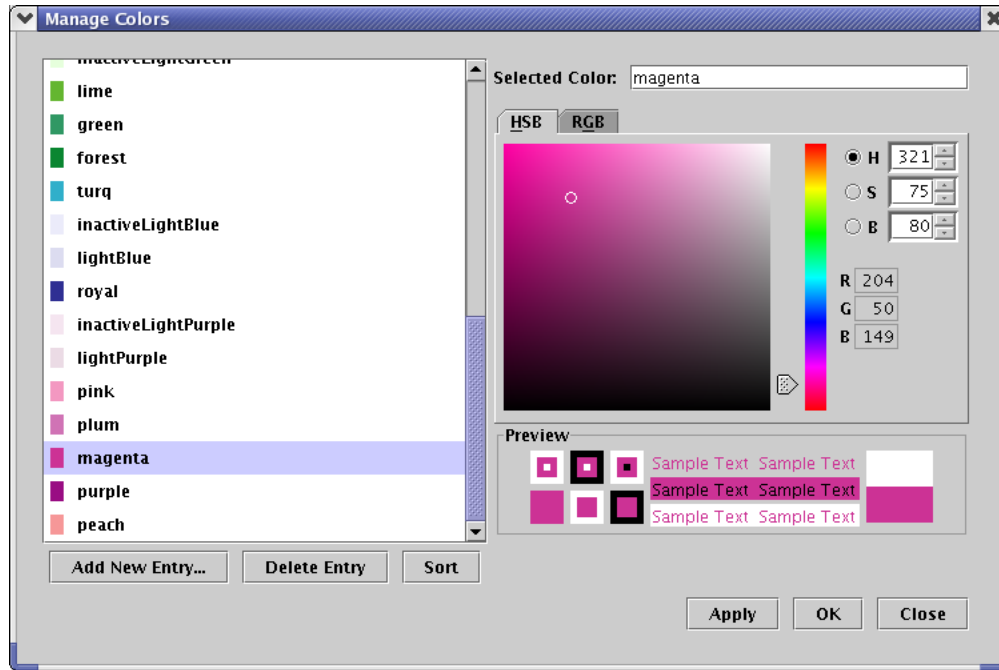 Manage Colors
inactiveLightGreen
lime
green
forest
turq
inactiveLightBlue
lightBlue
royal
inactiveLightPurple
lightPurple
pink
plum
magenta
purple
peach
Add New Entry... Delete Entry Sort
Selected Color: magenta
HSB RGB
H 321
S 75
B 80
R 204
G 50
B 149
Preview
Sample Text Sample Text
Sample Text Sample Text
Sample Text Sample Text
Apply OK Close